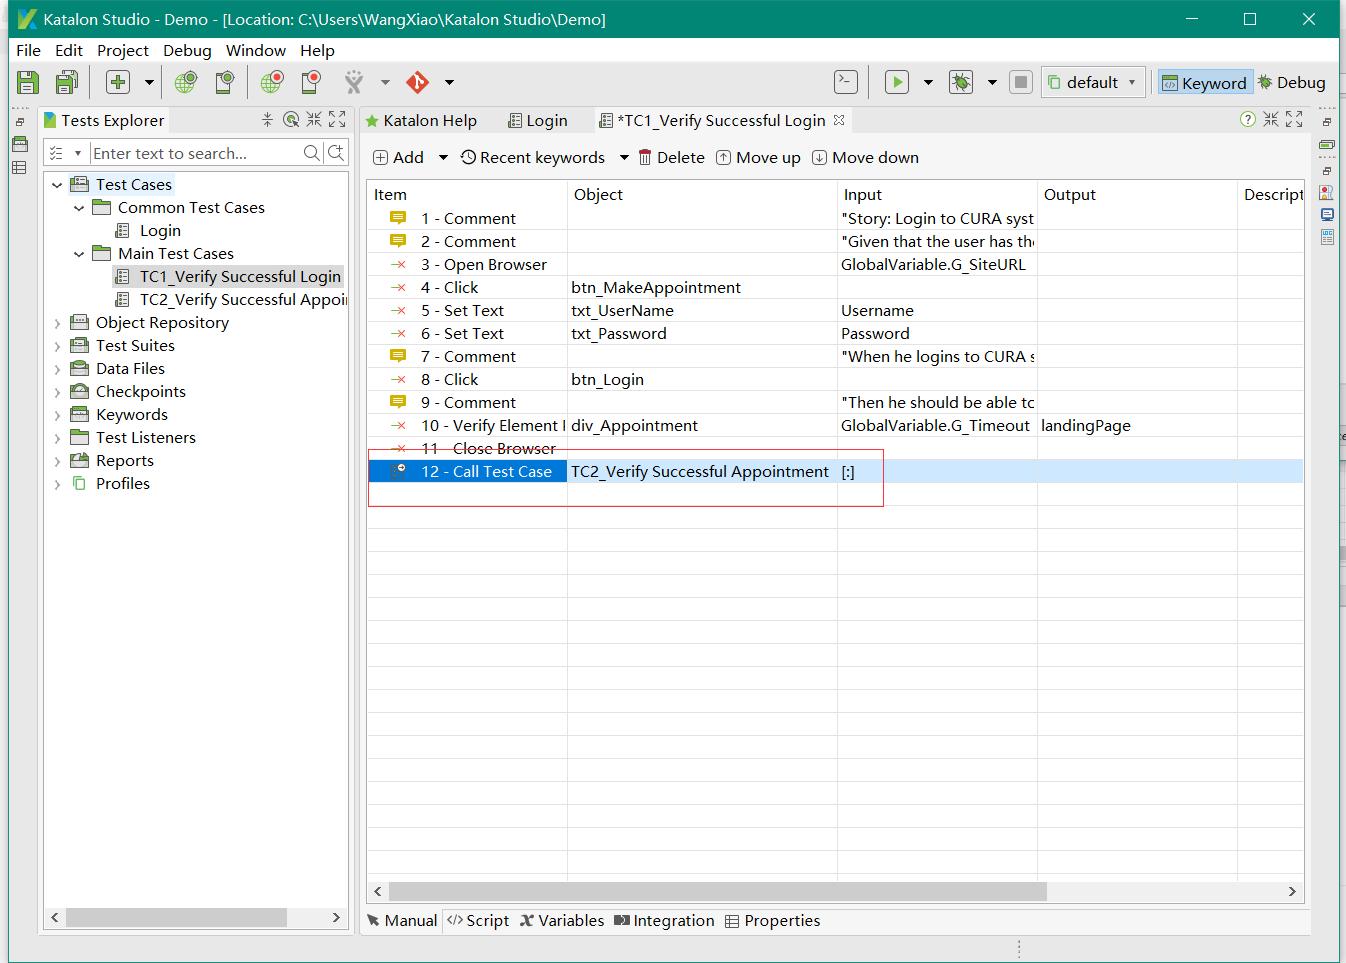 Katalon Studio - Demo - [Location: C:\Users\WangXiao\Katalon Studio\Demo]
File Edit Project Debug Window Help
default Keyword Debug
Tests Explorer
Katalon Help Login *TC1_Verify Successful Login
Enter text to search...
Add Recent keywords Delete Move up Move down
Test Cases
Common Test Cases
Login
Main Test Cases
TC1_Verify Successful Login
TC2_Verify Successful Appoi
Object Repository
Test Suites
Data Files
Checkpoints
Keywords
Test Listeners
Reports
Profiles
Item Object Input Output Descript
1 - Comment "Story: Login to CURA syst
2 - Comment "Given that the user has the
3 - Open Browser GlobalVariable.G_SiteURL
4 - Click btn_MakeAppointment
5 - Set Text txt_UserName Username
6 - Set Text txt_Password Password
7 - Comment "When he logins to CURA s
8 - Click btn_Login
9 - Comment "Then he should be able to
10 - Verify Element div_Appointment GlobalVariable.G_Timeout landingPage
11 - Close Browser
12 - Call Test Case TC2_Verify Successful Appointment [:]
Manual Script Variables Integration Properties